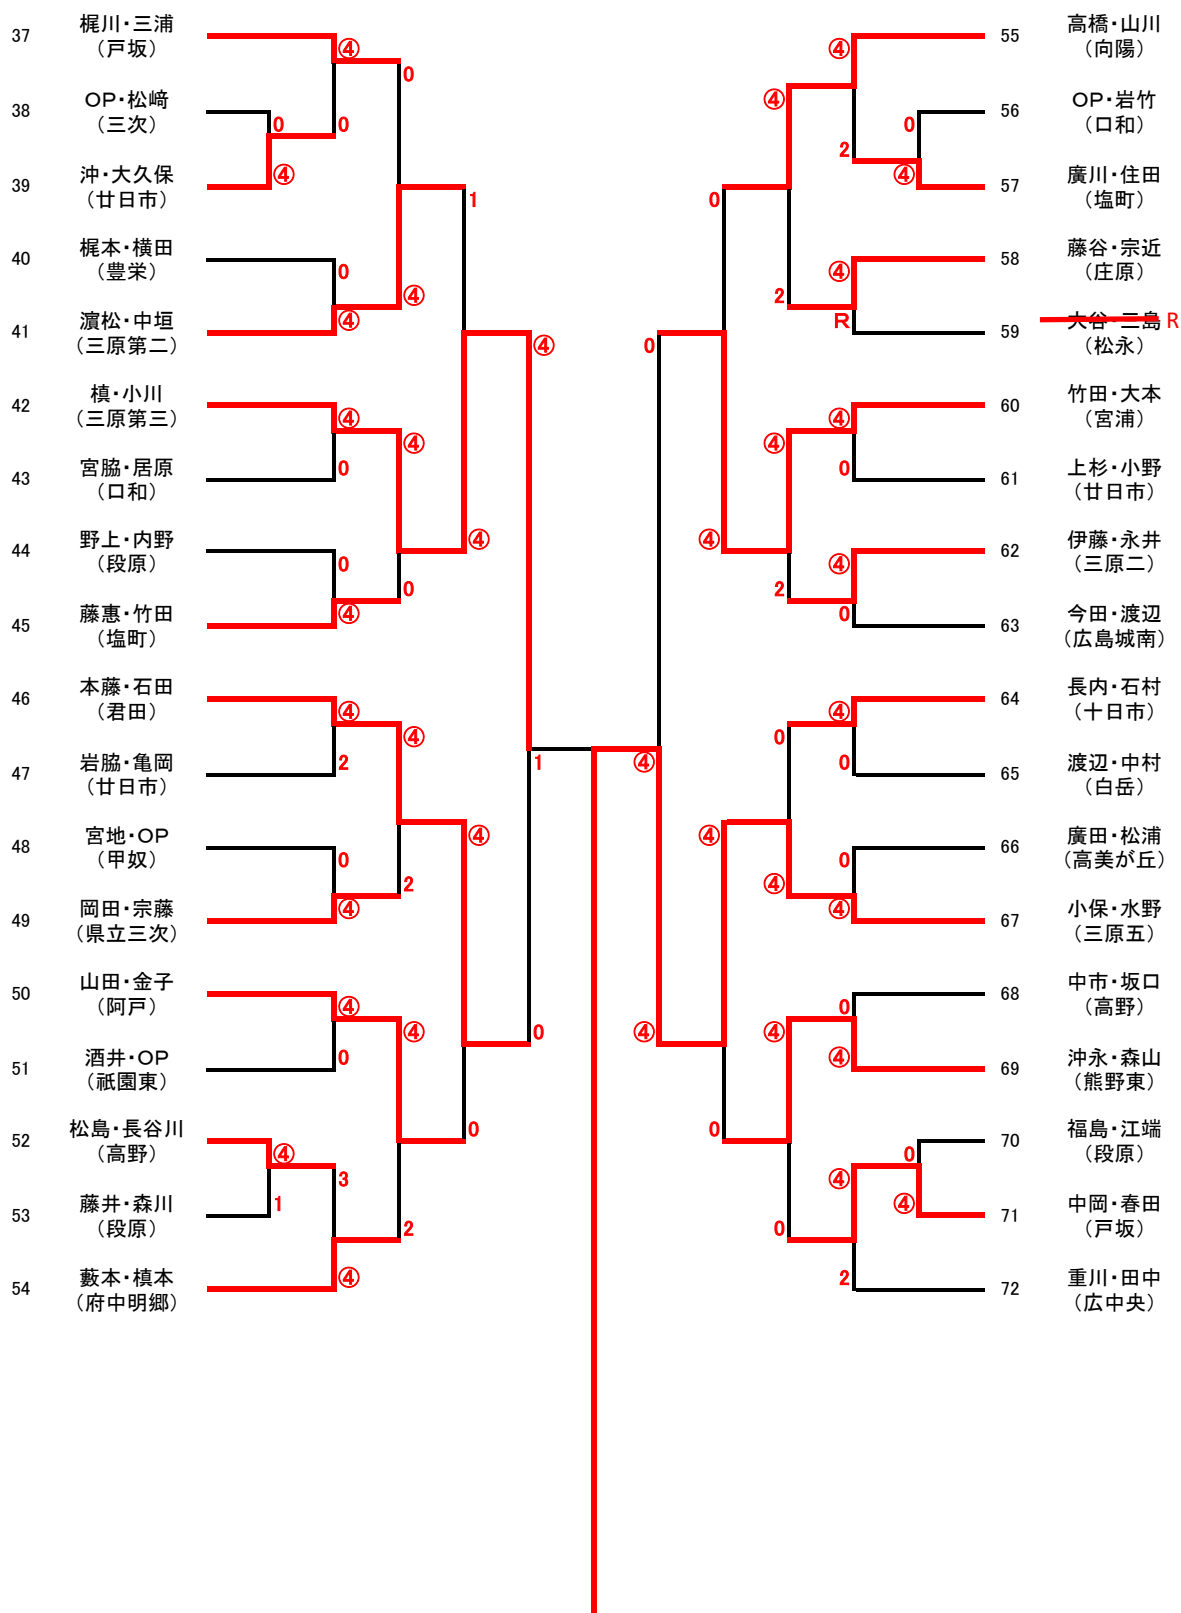 37 梶川・三浦
（戸坂）
38 OP・松﨑
（三次）
39 沖・大久保
（廿日市）
40 梶本・横田
（豊栄）
41 濵松・中垣
（三原第二）
42 槙・小川
（三原第三）
43 宮脇・居原
（口和）
44 野上・内野
（段原）
45 藤惠・竹田
（塩町）
46 本藤・石田
（君田）
47 岩脇・亀岡
（廿日市）
48 宮地・OP
（甲奴）
49 岡田・宗藤
（県立三次）
50 山田・金子
（阿戸）
51 酒井・OP
（祇園東）
52 松島・長谷川
（高野）
53 藤井・森川
（段原）
54 藪本・槙本
（府中明郷）
④
0
0
0
④
1
0
④
④
④
④
④
0
④
0
0
④
④
④
2
④
1
0
2
④
④
④
④
0
0
0
④
3
1
2
④
55 高橋・山川
（向陽）
56 OP・岩竹
（口和）
57 廣川・住田
（塩町）
58 藤谷・宗近
（庄原）
59 大谷・三島 R
（松永）
60 竹田・大本
（宮浦）
61 上杉・小野
（廿日市）
62 伊藤・永井
（三原二）
63 今田・渡辺
（広島城南）
64 長内・石村
（十日市）
65 渡辺・中村
（白岳）
66 廣田・松浦
（高美が丘）
67 小保・水野
（三原五）
68 中市・坂口
（高野）
69 沖永・森山
（熊野東）
70 福島・江端
（段原）
71 中岡・春田
（戸坂）
72 重川・田中
（広中央）
④
④
0
2
④
0
④
2
R
0
④
④
0
④
④
2
0
④
0
④
0
④
0
④
④
0
④
④
④
0
0
④
④
0
2